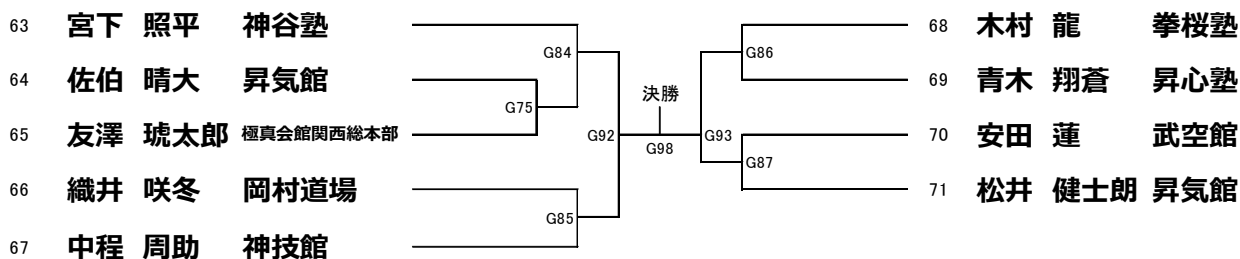 63 宮下 照平 神谷塾
64 佐伯 晴大 昇気館
65 友澤 琥太郎 極真会館関西総本部
66 織井 咲冬 岡村道場
67 中程 周助 神技館
G84
G75
G92
G85
決勝
G98
G93
G86
G87
68 木村 龍 拳桜塾
69 青木 翔蒼 昇心塾
70 安田 蓮 武空館
71 松井 健士朗 昇気館